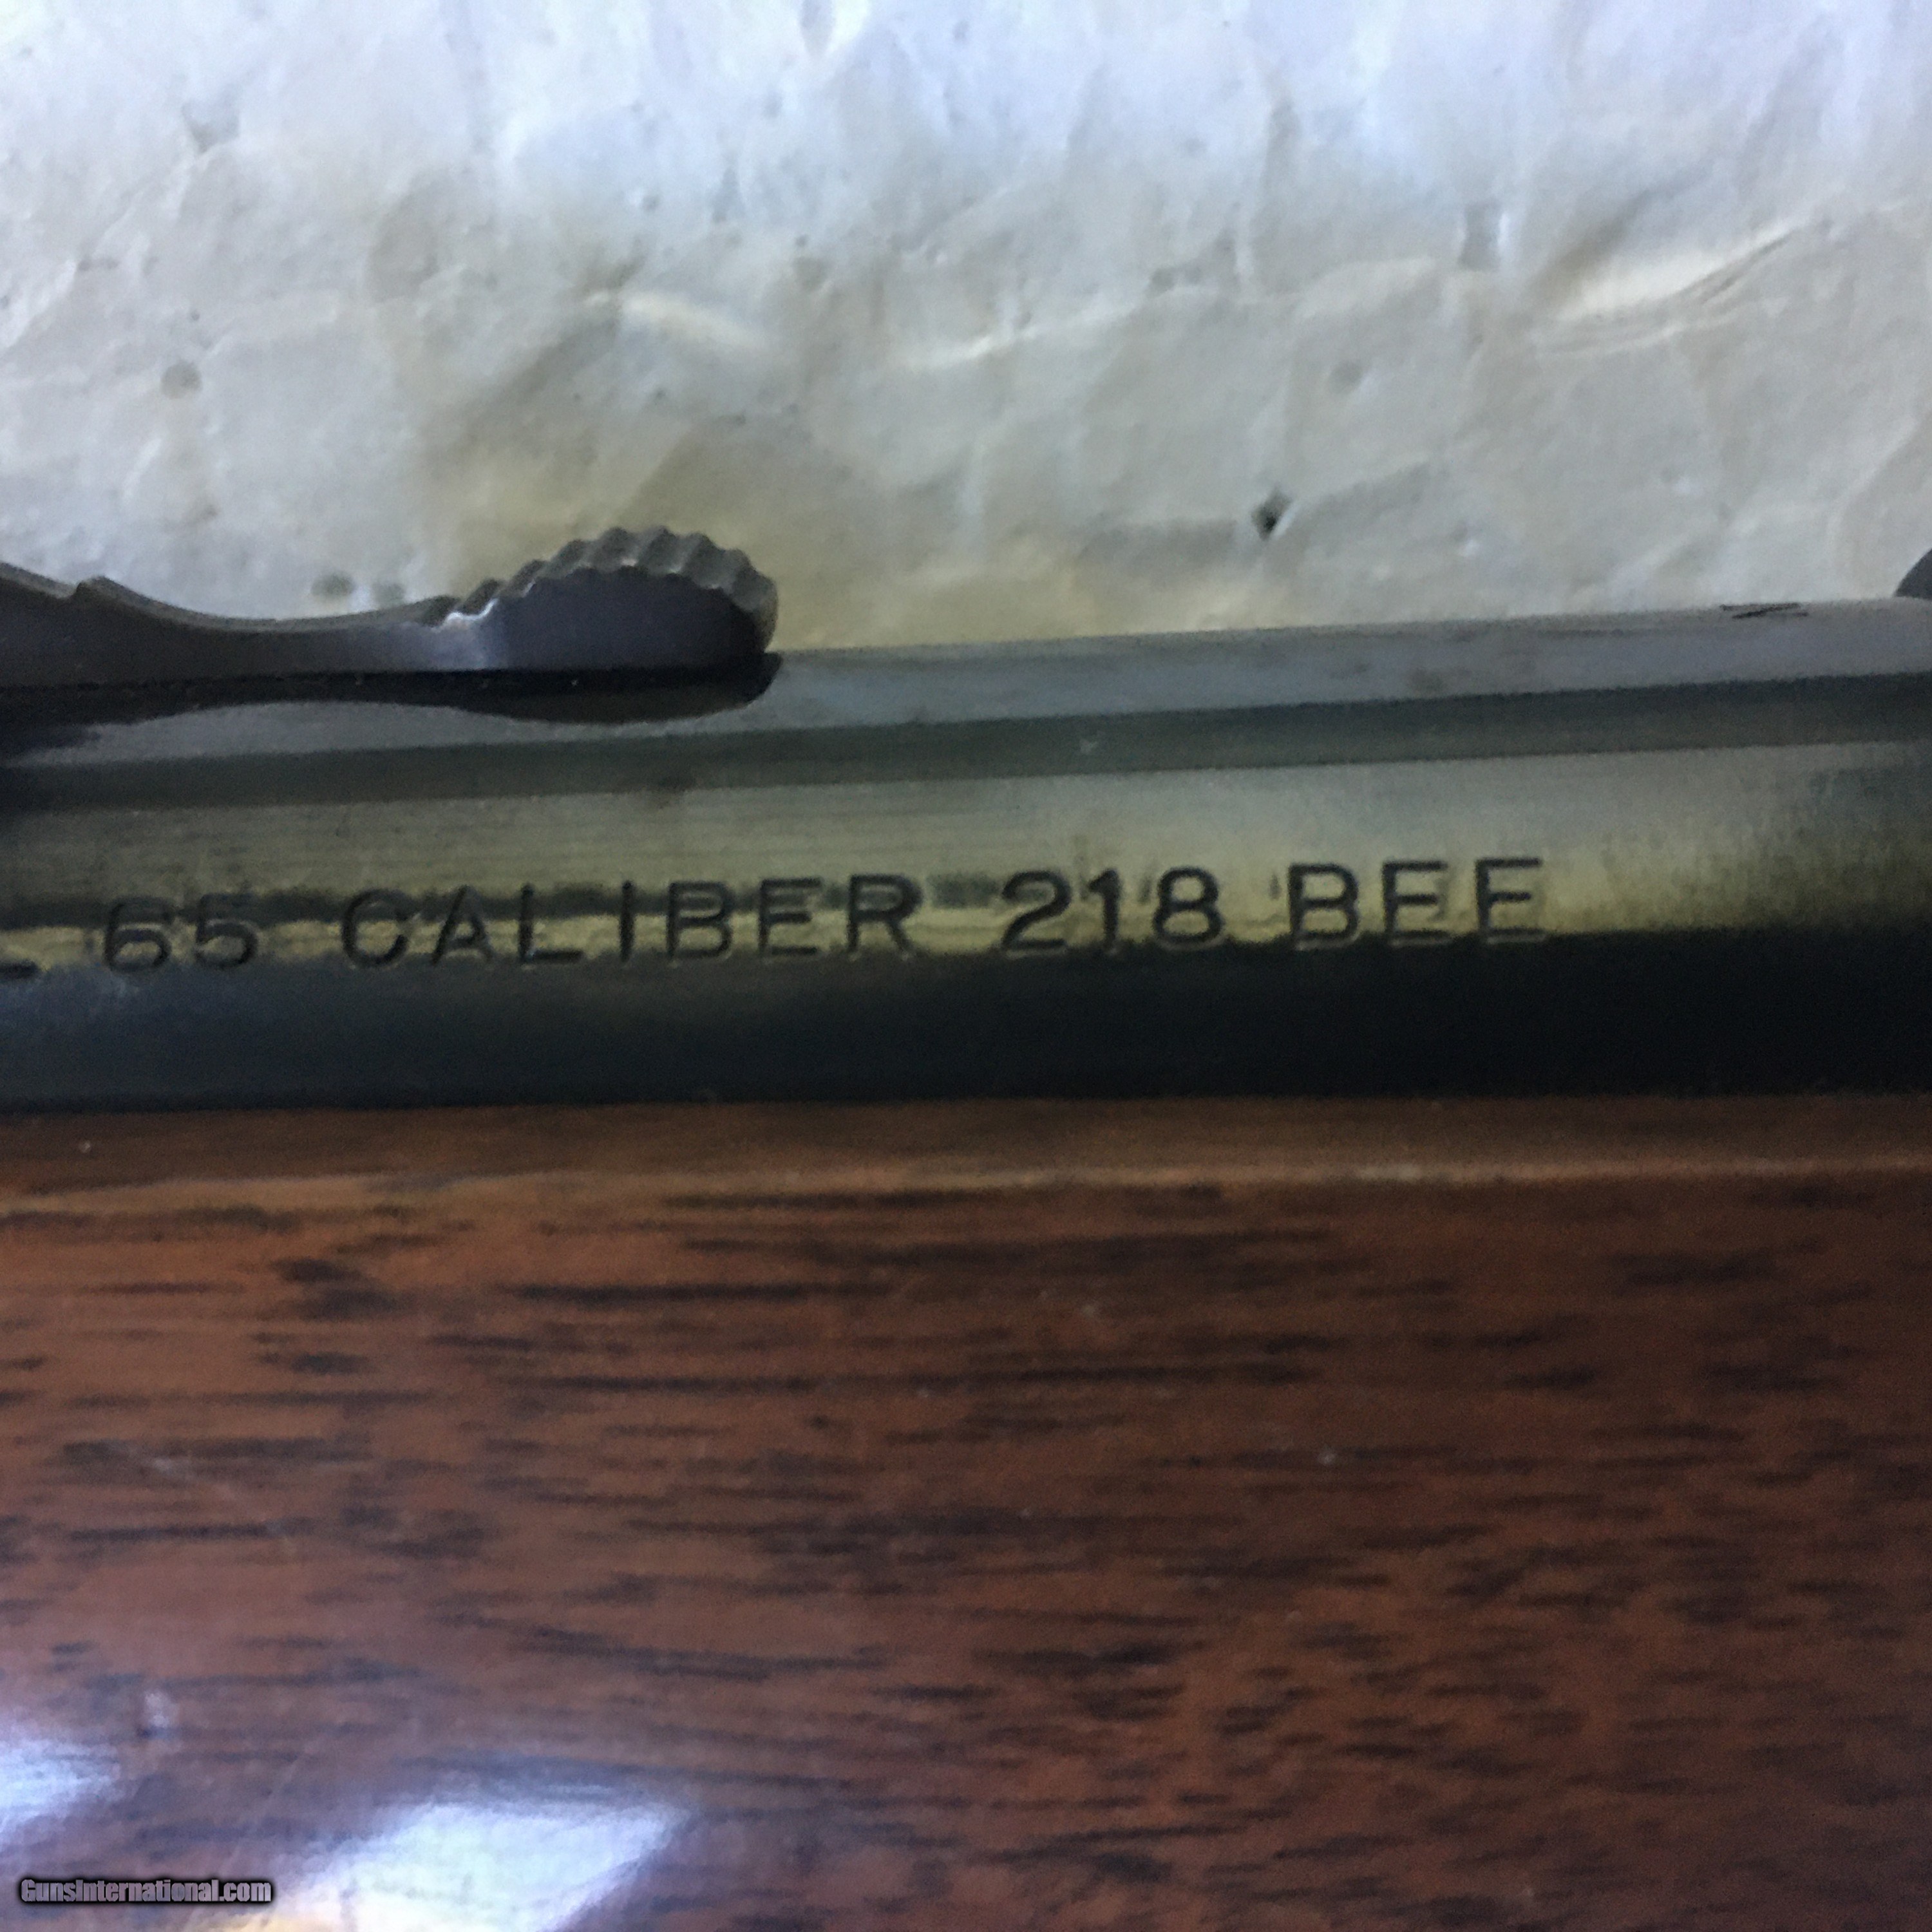 65 CALIBER 218 BEE
GunsInternational.com